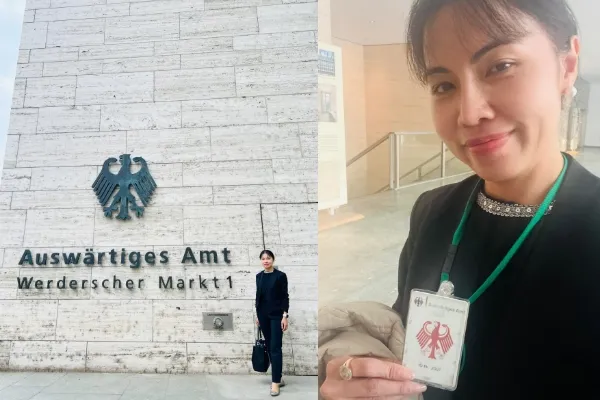 Auswärtiges Amt
Werderscher Markt 1